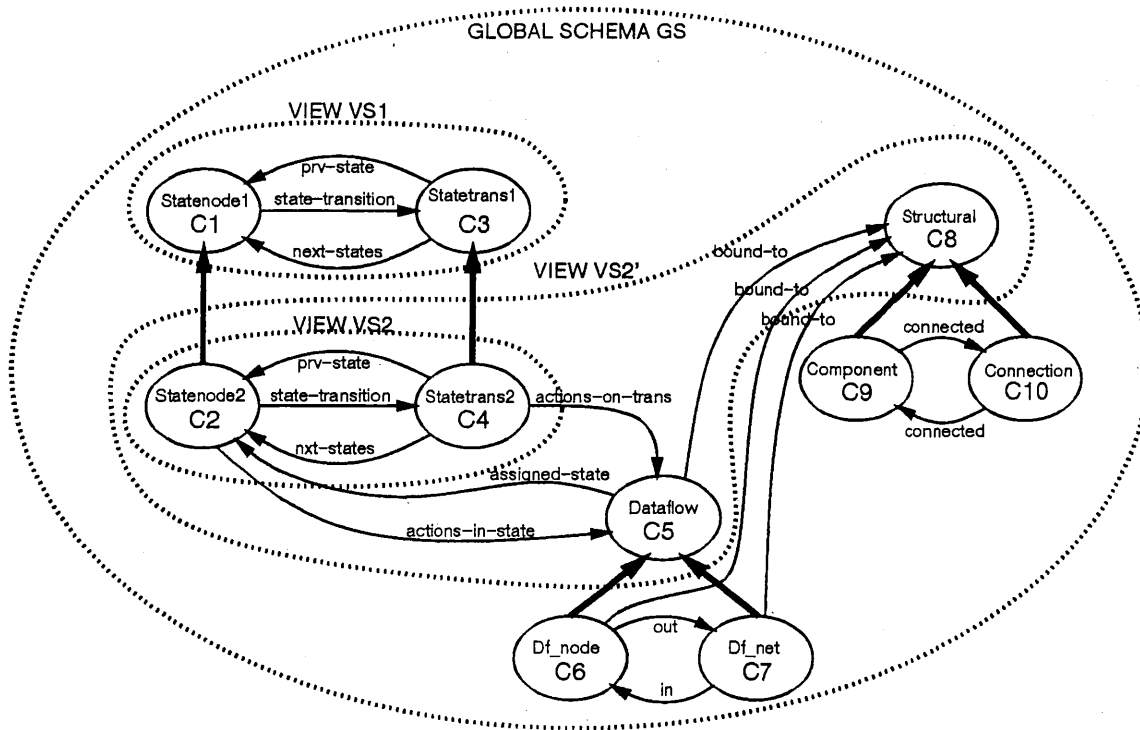 GLOBAL SCHEMA GS
VIEW VS1
prv-state
Statenode1
C1
state-transition
Statetrans1
C3
next-states
Structural
C8
bound-to
VIEW VS2'
bound-to
bound-to
VIEW VS2
prv-state
connected
Component
C9
Connection
C10
connected
Statenode2
C2
state-transition
Statetrans2
C4
actions-on-trans
nxt-states
assigned-state
Dataflow
C5
actions-in-state
out
Df_node
C6
Df_net
C7
in